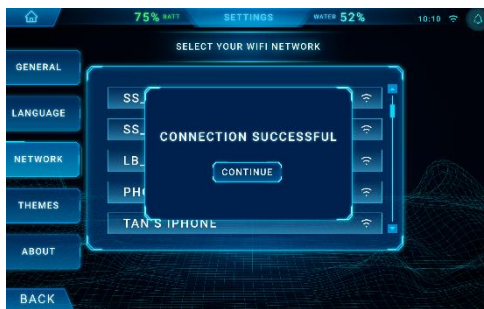 75% BATT SETTINGS WATER 52% 10:10
SELECT YOUR WIFI NETWORK
GENERAL
LANGUAGE
NETWORK
THEMES
ABOUT
BACK
SS_
SS_
LB_
PH
TAN'S IPHONE
CONNECTION SUCCESSFUL
CONTINUE